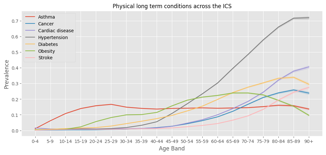 Physical long term conditions across the ICS
Asthma
Cancer
Cardiac disease
Hypertension
Diabetes
Obesity
Stroke
Prevalence
0.7
0.6
0.5
0.4
0.3
0.2
0.1
0.0
0-4
5-9
10-14
15-19
20-24
25-29
30-34
35-39
40-44
45-49
50-54
55-59
60-64
65-69
70-74
75-79
80-84
85-89
90+
Age Band